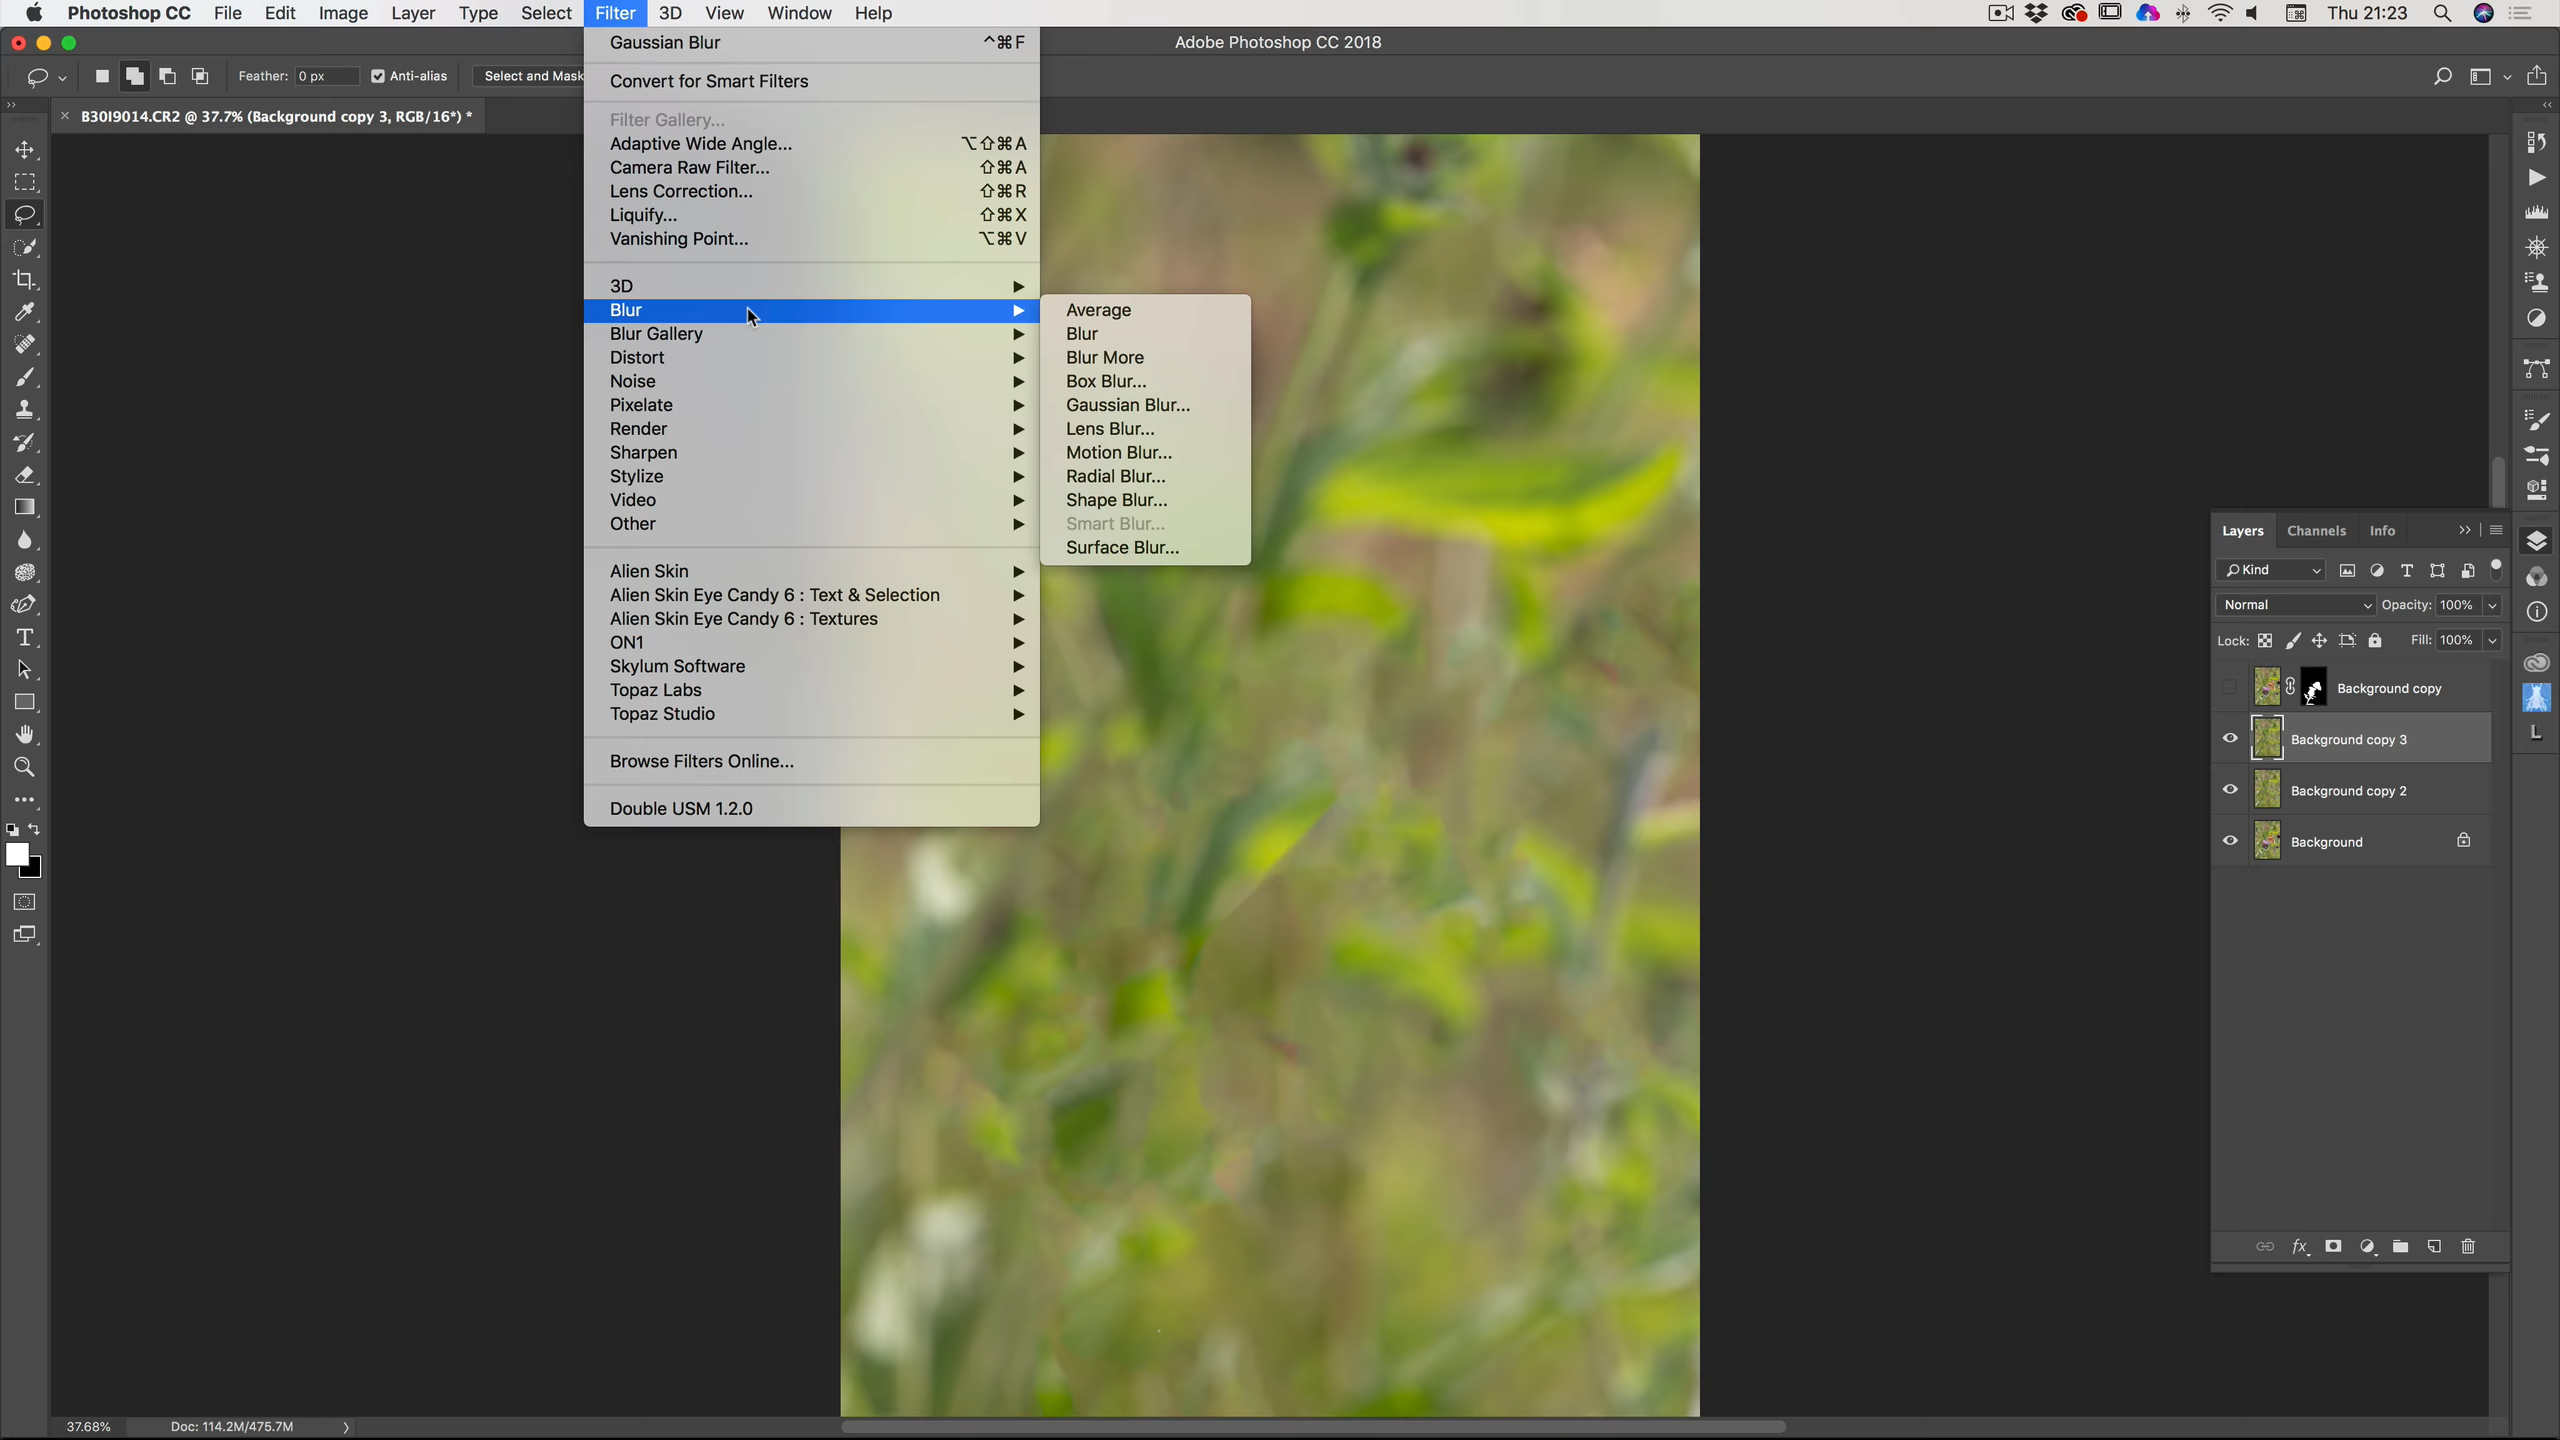 Photoshop CC File Edit Image Layer Type Select Filter 3D View Window Help Thu 21:23
Adobe Photoshop CC 2018
Feather: 0 px Anti-alias Select and Mask
B30I9014.CR2 @ 37.7% (Background copy 3, RGB/16*) *
Gaussian Blur ^⌘F
Convert for Smart Filters
Filter Gallery...
Adaptive Wide Angle... ⌥⇧⌘A
Camera Raw Filter... ⇧⌘A
Lens Correction... ⇧⌘R
Liquify... ⇧⌘X
Vanishing Point... ⌥⌘V
3D
Blur
Blur Gallery
Distort
Noise
Pixelate
Render
Sharpen
Stylize
Video
Other
Alien Skin
Alien Skin Eye Candy 6 : Text & Selection
Alien Skin Eye Candy 6 : Textures
ON1
Skylum Software
Topaz Labs
Topaz Studio
Browse Filters Online...
Double USM 1.2.0
Average
Blur
Blur More
Box Blur...
Gaussian Blur...
Lens Blur...
Motion Blur...
Radial Blur...
Shape Blur...
Smart Blur...
Surface Blur...
Layers Channels Info
Kind
Normal Opacity: 100%
Lock: Fill: 100%
Background copy
Background copy 3
Background copy 2
Background
37.68% Doc: 114.2M/475.7M